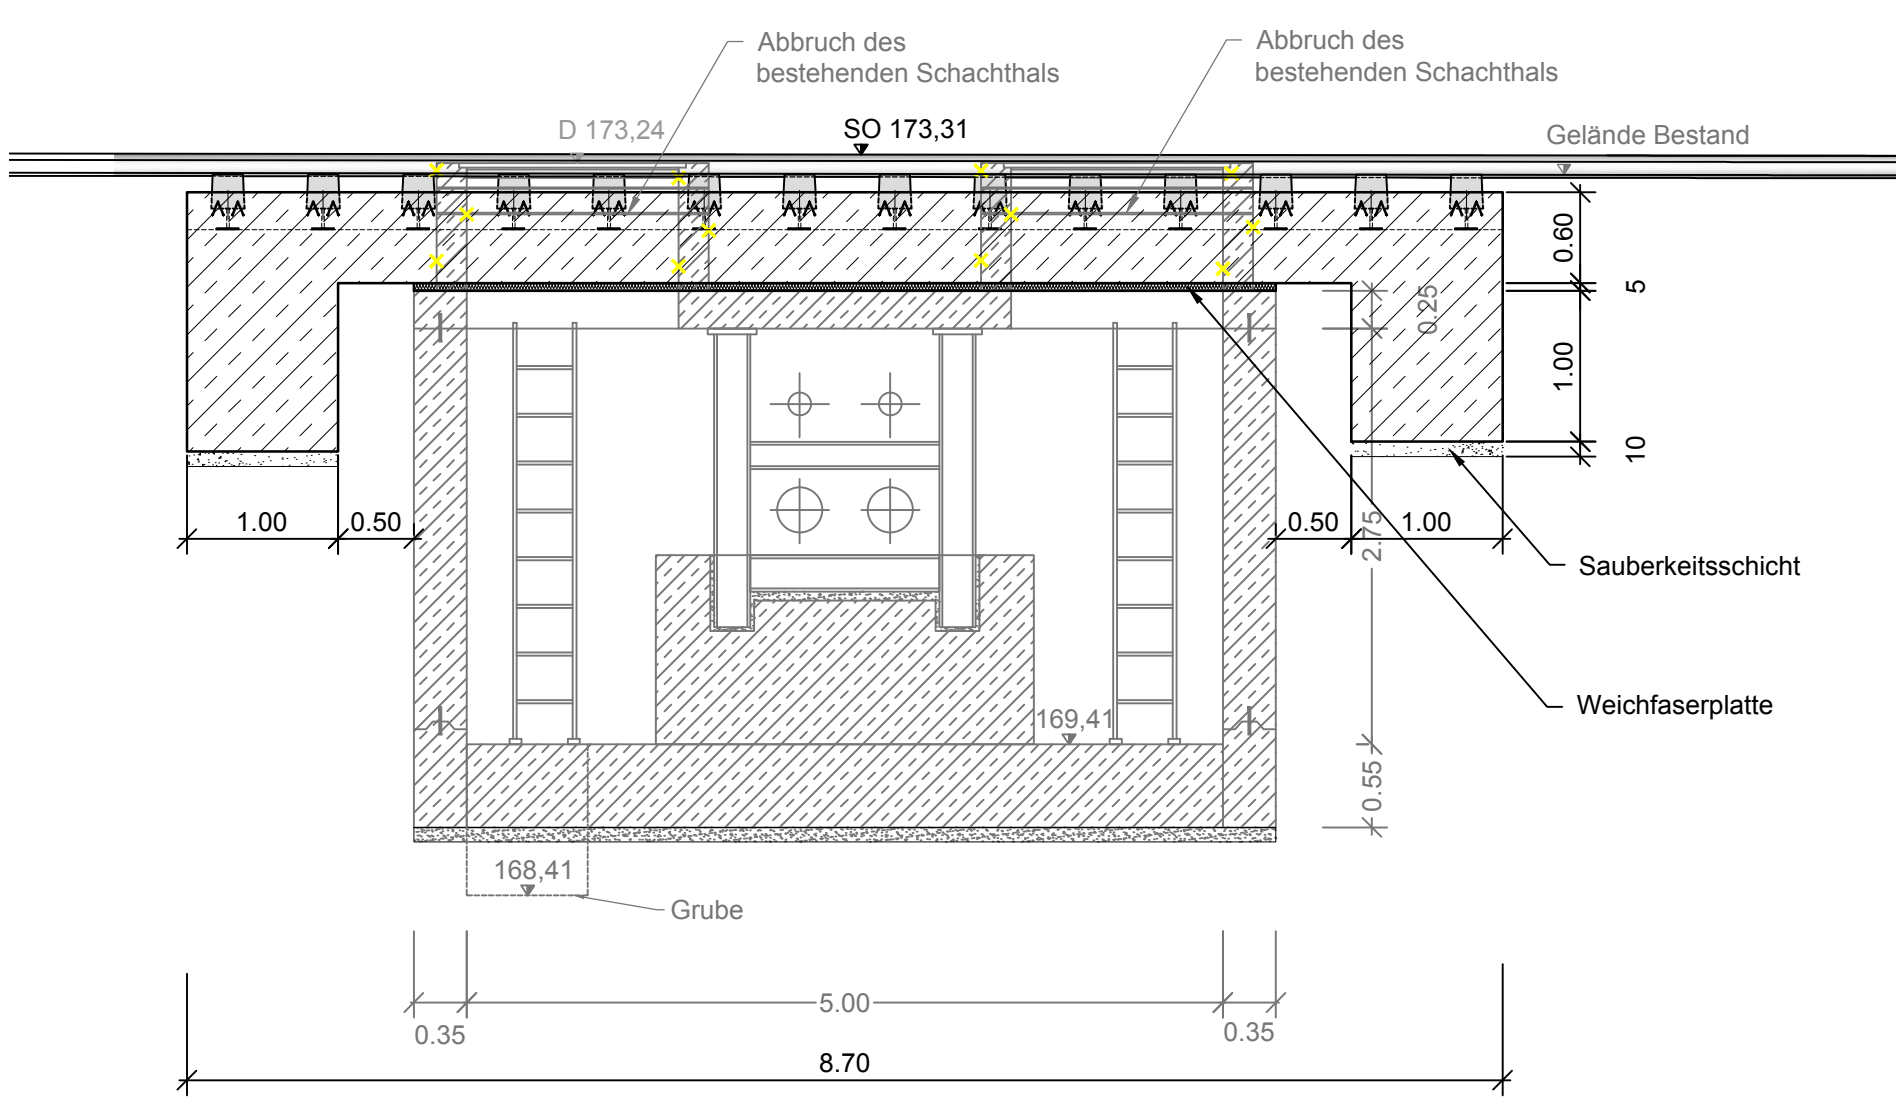 Abbruch des
bestehenden Schachthals
Abbruch des
bestehenden Schachthals
D 173,24
SO 173,31
Gelände Bestand
0.60
5
0.25
1.00
10
1.00
0.50
0.50
1.00
2.75
Sauberkeitsschicht
Weichfaserplatte
169,41
0.55
168,41
Grube
5.00
0.35
0.35
8.70